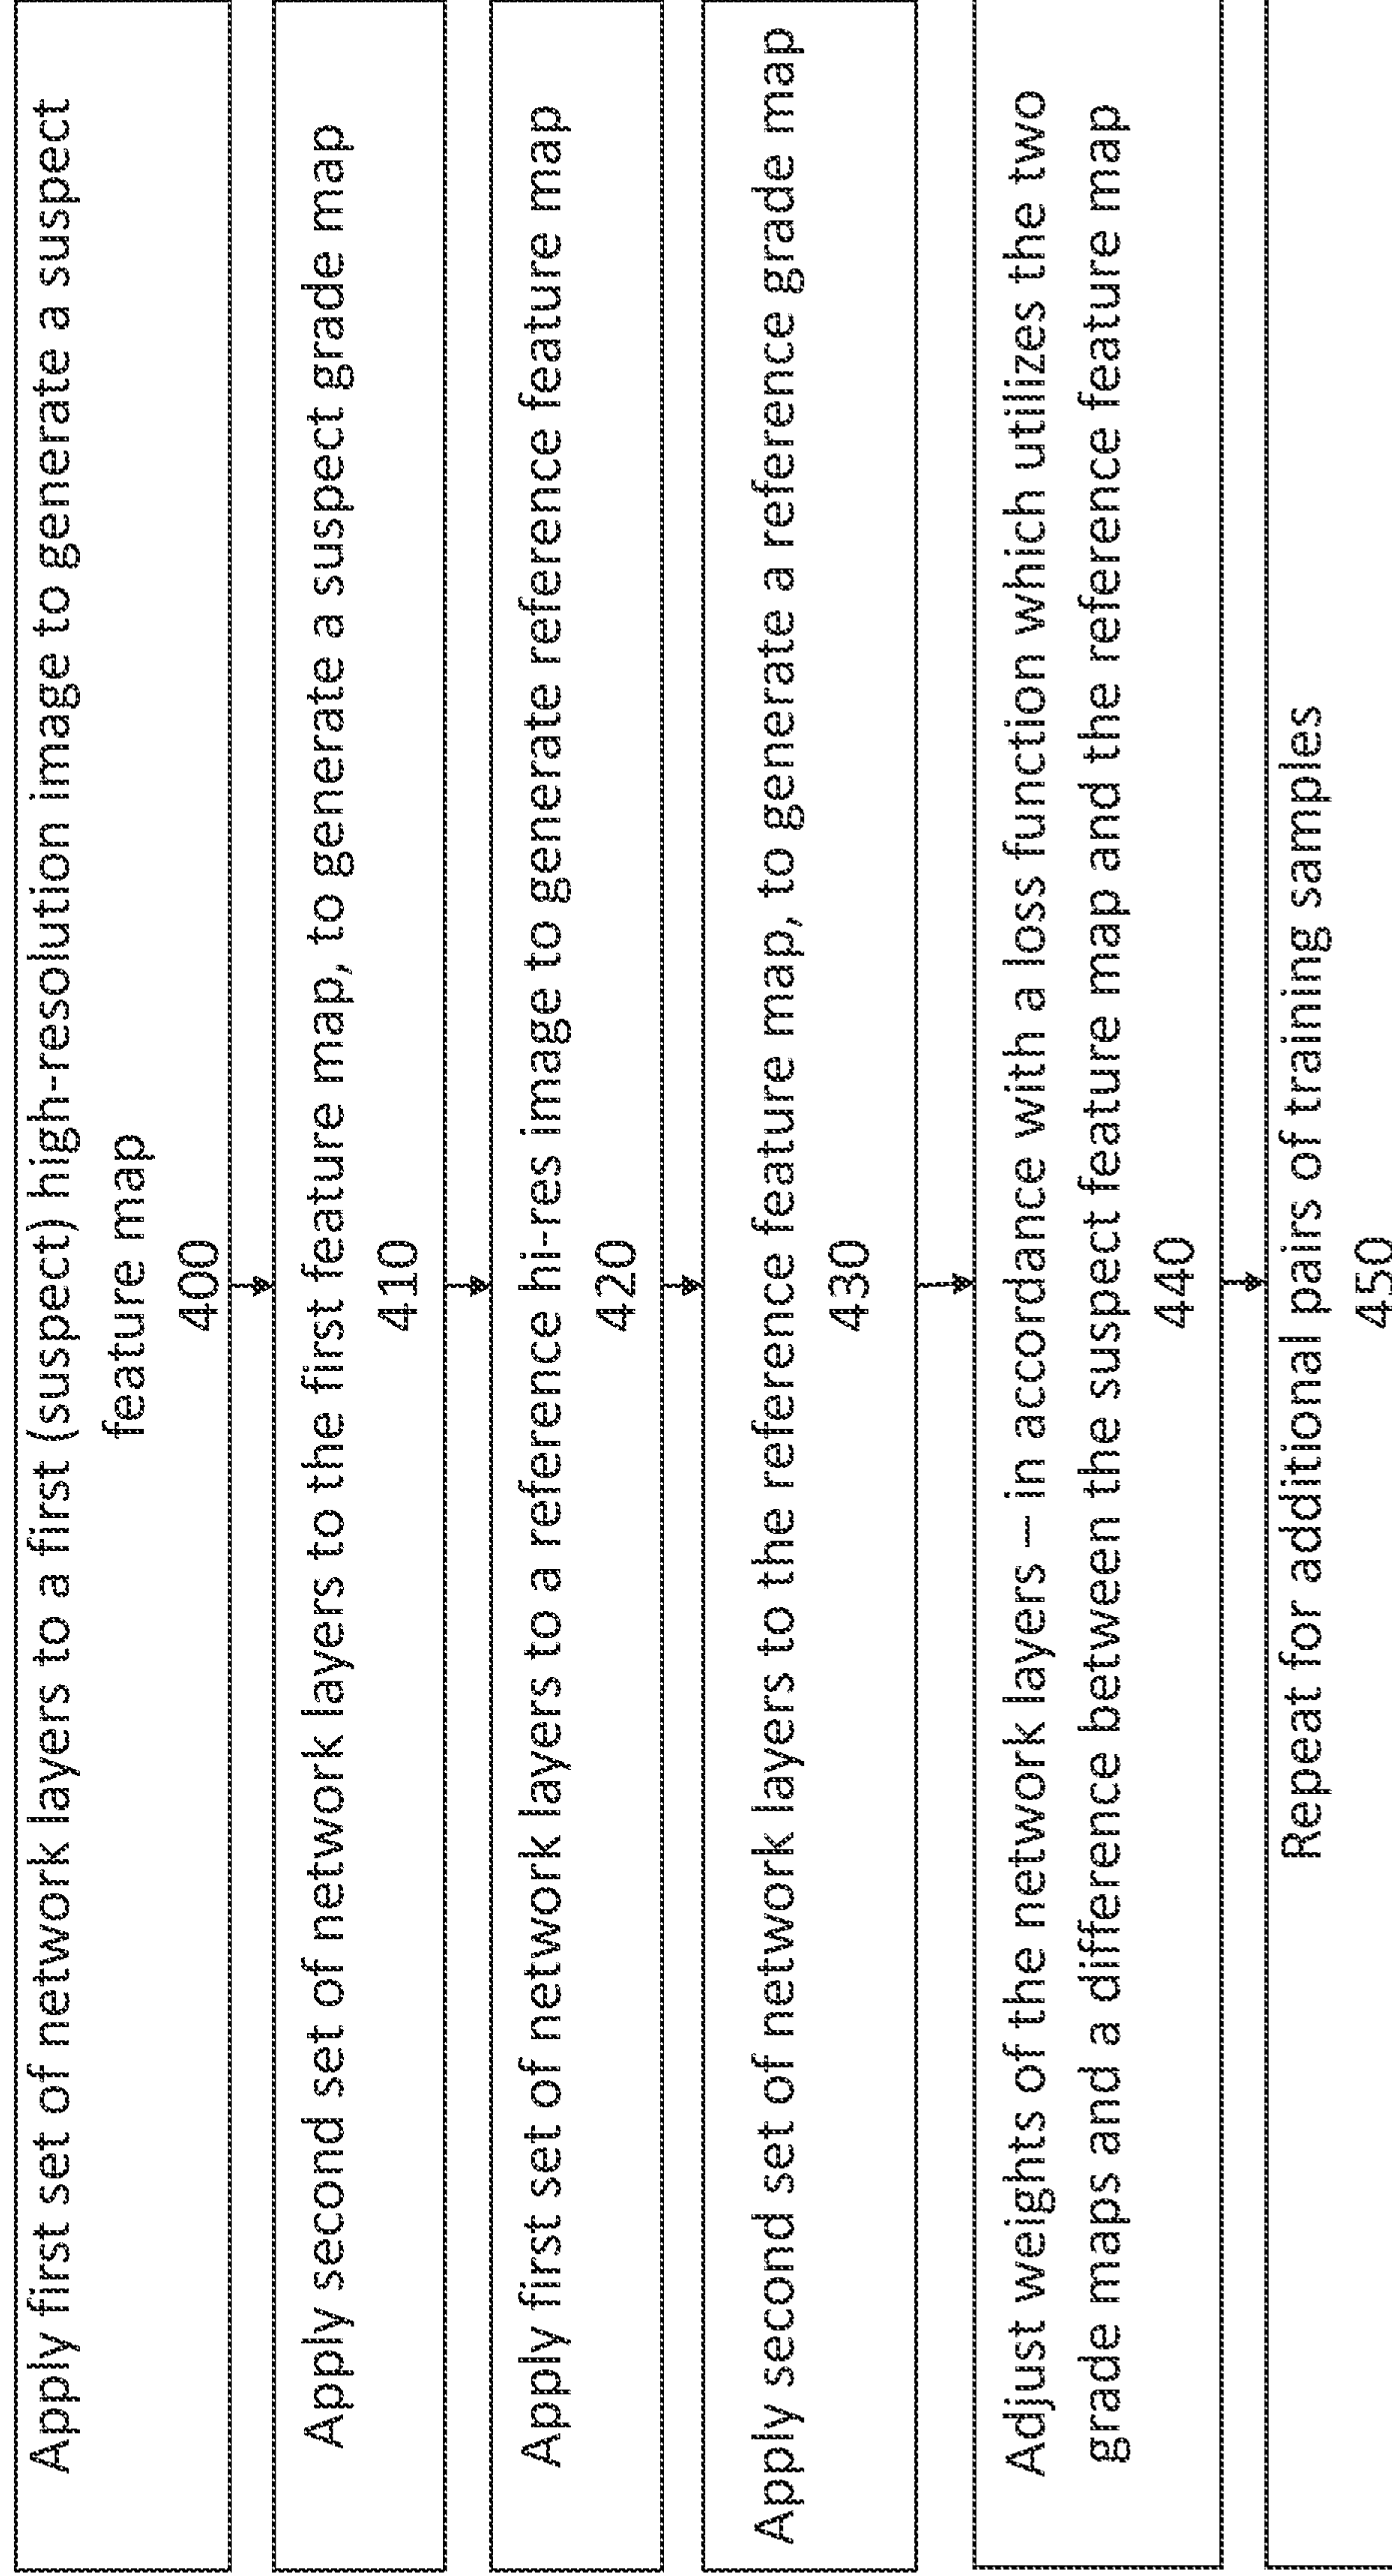 Apply first set of network layers to a first (suspect) high-resolution image to generate a suspect
feature map
400
Apply second set of network layers to the first feature map, to generate a suspect grade map
410
Apply first set of network layers to a reference hi-res image to generate reference feature map
420
Apply second set of network layers to the reference feature map, to generate a reference grade map
430
Adjust weights of the network layers – in accordance with a loss function which utilizes the two
grade maps and a difference between the suspect feature map and the reference feature map
440
Repeat for additional pairs of training samples
450